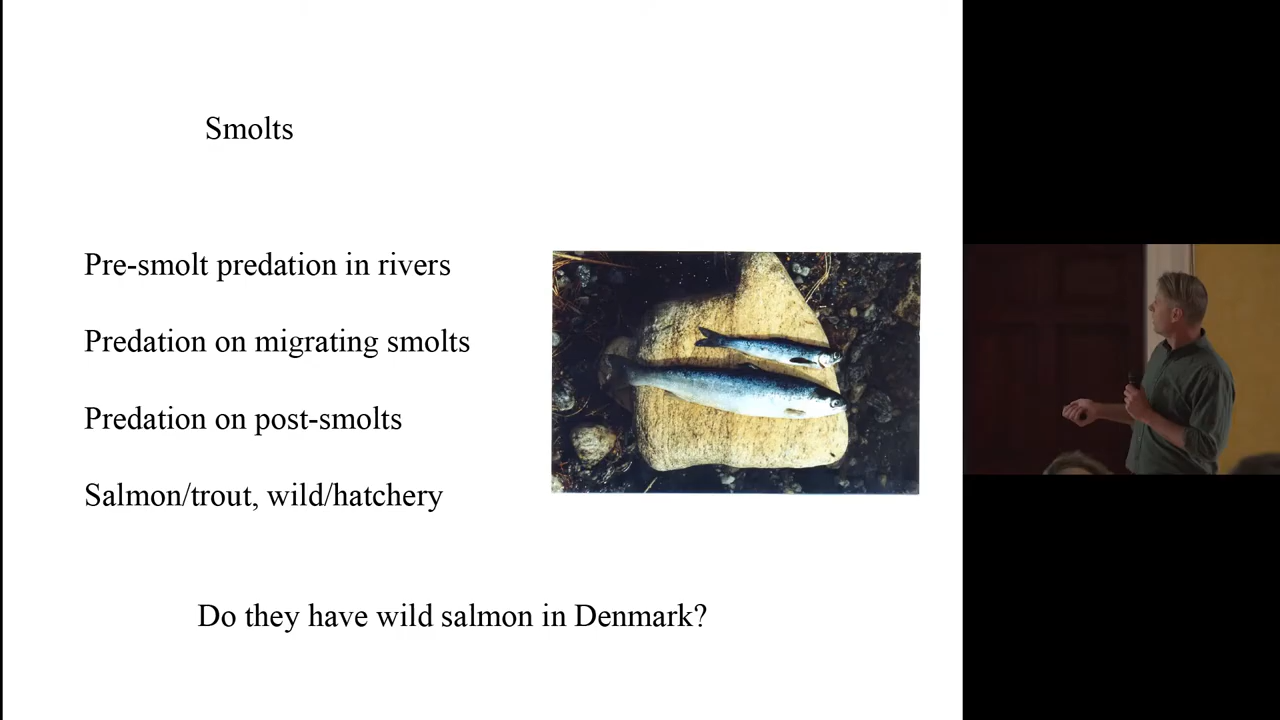 Smolts
Pre-smolt predation in rivers
Predation on migrating smolts
Predation on post-smolts
Salmon/trout, wild/hatchery
Do they have wild salmon in Denmark?